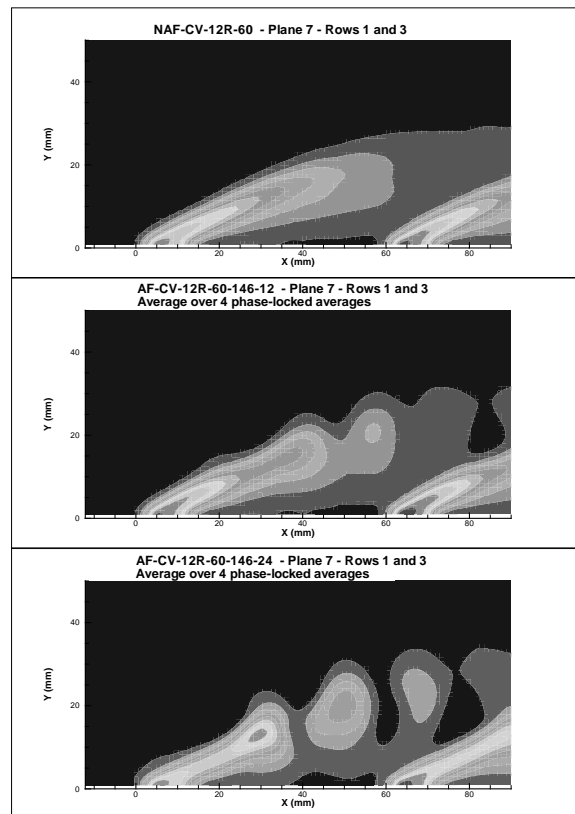 NAF-CV-12R-60 - Plane 7 - Rows 1 and 3
40
Y (mm)
20
0
0 20 40 60 80
X (mm)
AF-CV-12R-60-146-12 - Plane 7 - Rows 1 and 3
Average over 4 phase-locked averages
40
Y (mm)
20
0
0 20 40 60 80
X (mm)
AF-CV-12R-60-146-24 - Plane 7 - Rows 1 and 3
Average over 4 phase-locked averages
40
Y (mm)
20
0
0 20 40 60 80
X (mm)